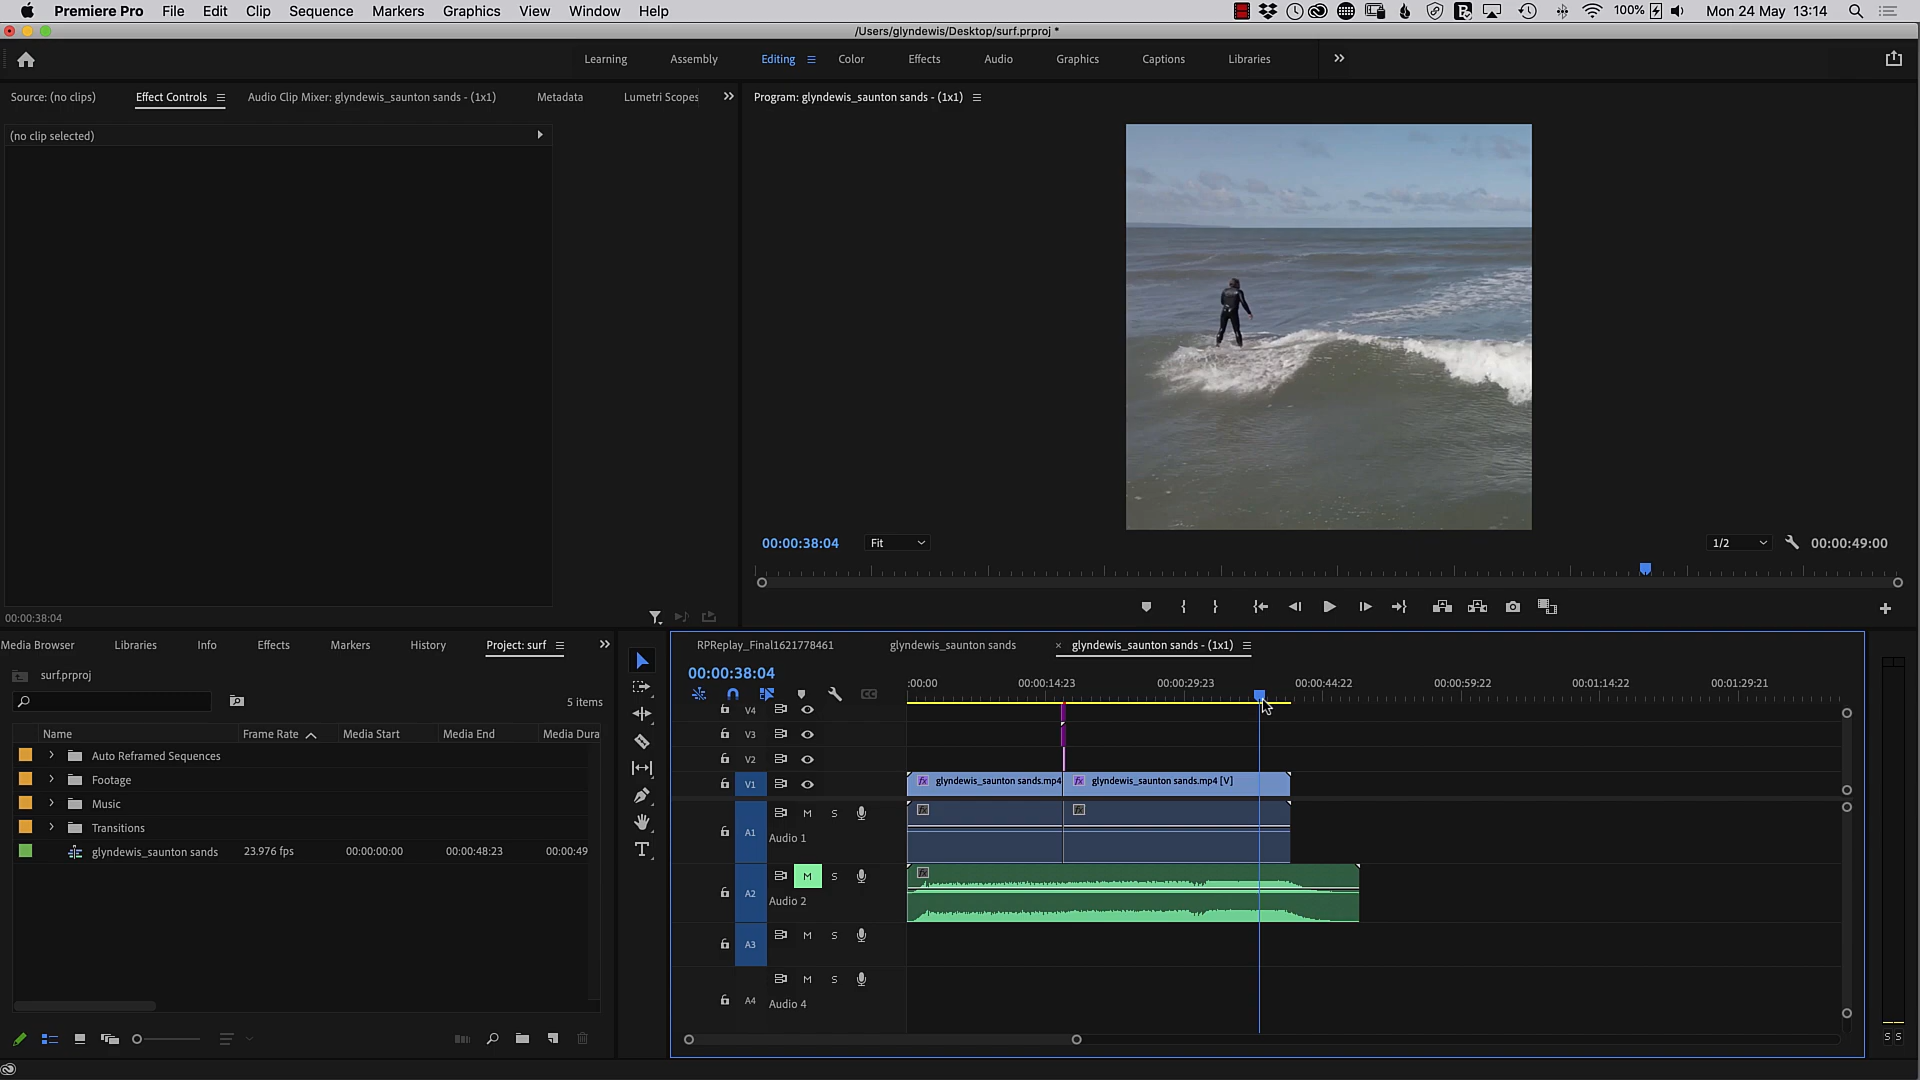 Premiere Pro File Edit Clip Sequence Markers Graphics View Window Help 100% Mon 24 May 13:14
/Users/glyndewis/Desktop/surf.prproj *
Learning Assembly Editing Color Effects Audio Graphics Captions Libraries
Source: (no clips) Effect Controls Audio Clip Mixer: glyndewis_saunton sands - (1x1) Metadata Lumetri Scopes
Program: glyndewis_saunton sands - (1x1)
(no clip selected)
00:00:38:04 Fit 1/2 00:00:49:00
00:00:38:04
Media Browser Libraries Info Effects Markers History Project: surf
RPReplay_Final1621778461 glyndewis_saunton sands × glyndewis_saunton sands - (1x1)
surf.prproj
00:00:38:04
:00:00 00:00:14:23 00:00:29:23 00:00:44:22 00:00:59:22 00:01:14:22 00:01:29:21
5 items
Name Frame Rate Media Start Media End Media Dura
Auto Reframed Sequences
Footage
Music
Transitions
glyndewis_saunton sands 23.976 fps 00:00:00:00 00:00:48:23 00:00:49
V4
V3
V2
V1 fx glyndewis_saunton sands.mp4 fx glyndewis_saunton sands.mp4 [V]
M S
A1 Audio 1
fx fx
M S
A2 Audio 2
fx
M S
A3
M S
A4 Audio 4
S S